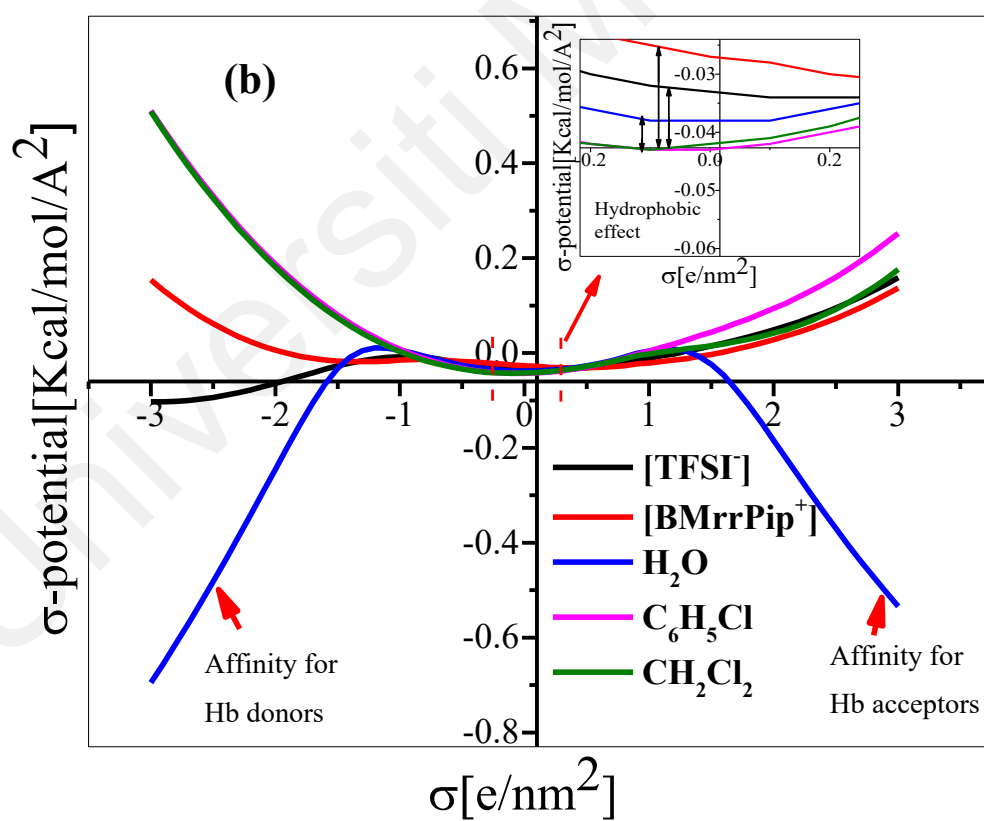 (b)
σ-potential[Kcal/mol/A²]
0.6
0.4
0.2
0.0
-0.2
-0.4
-0.6
-0.8
-3
-2
-1
0
1
2
3
σ[e/nm²]
σ-potential[Kcal/mol/A²]
-0.03
-0.04
-0.05
-0.06
-0.2
0.0
0.2
σ[e/nm²]
Hydrophobic
effect
[TFSI⁻]
[BMrrPip⁺]
H₂O
C₆H₅Cl
CH₂Cl₂
Affinity for
Hb donors
Affinity for
Hb acceptors
Universiti M